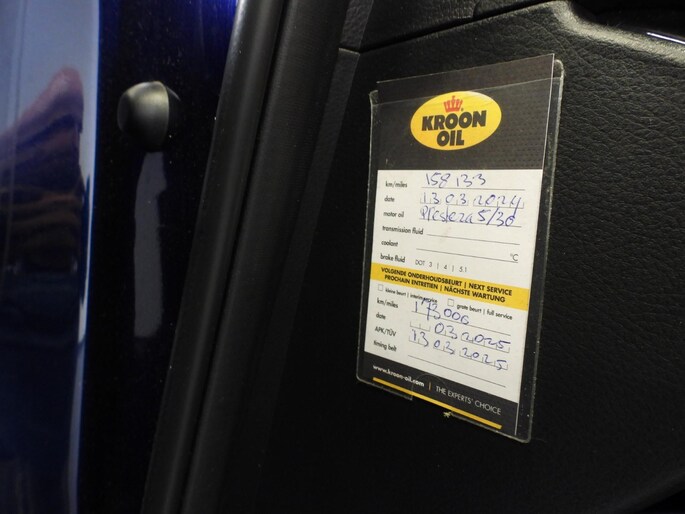 KROON
OIL
km/miles 158 133
date 13 03 2024
motor oil Presteza 5/30
transmission fluid
coolant °C
brake fluid DOT 3 | 4 | 5.1
VOLGENDE ONDERHOUDSBEURT | NEXT SERVICE
PROCHAIN ENTRETIEN | NÄCHSTE WARTUNG
kleine beurt | interim service grote beurt | full service
km/miles 173000
date 03 2025
APK/TÜV 13 03 2025
timing belt
www.kroon-oil.com | THE EXPERTS' CHOICE